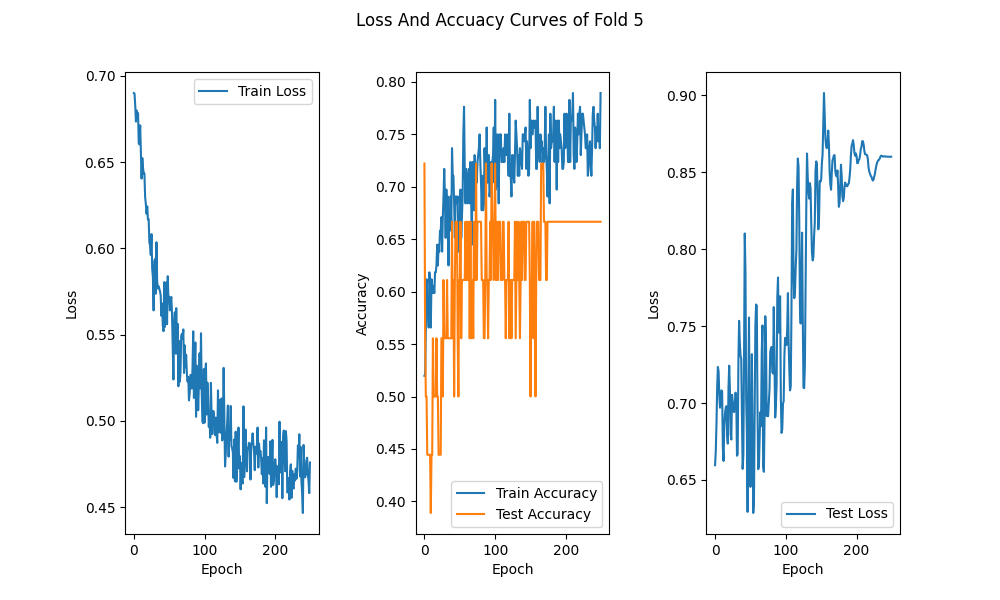 Loss And Accuacy Curves of Fold 5
0.70
0.65
0.60
0.55
0.50
0.45
Loss
0 100 200
Epoch
Train Loss
0.80
0.75
0.70
0.65
0.60
0.55
0.50
0.45
0.40
Accuracy
0 100 200
Epoch
Train Accuracy
Test Accuracy
0.90
0.85
0.80
0.75
0.70
0.65
Loss
0 100 200
Epoch
Test Loss